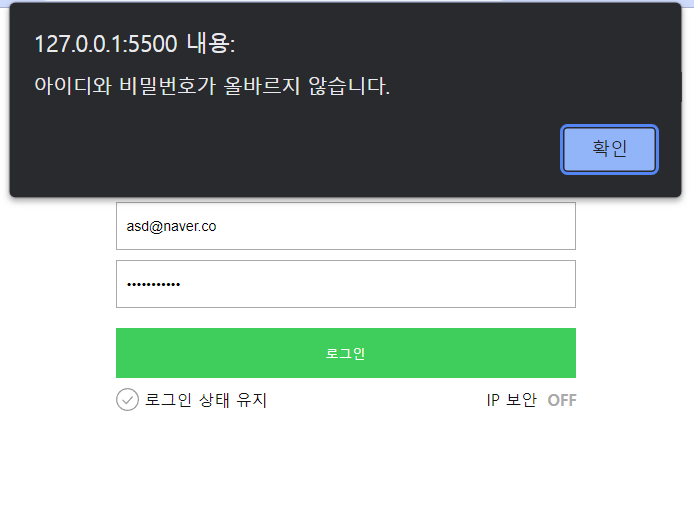 127.0.0.1:5500 내용:
아이디와 비밀번호가 올바르지 않습니다.
확인
asd@naver.co
•••••••••••
로그인
로그인 상태 유지
IP 보안 OFF